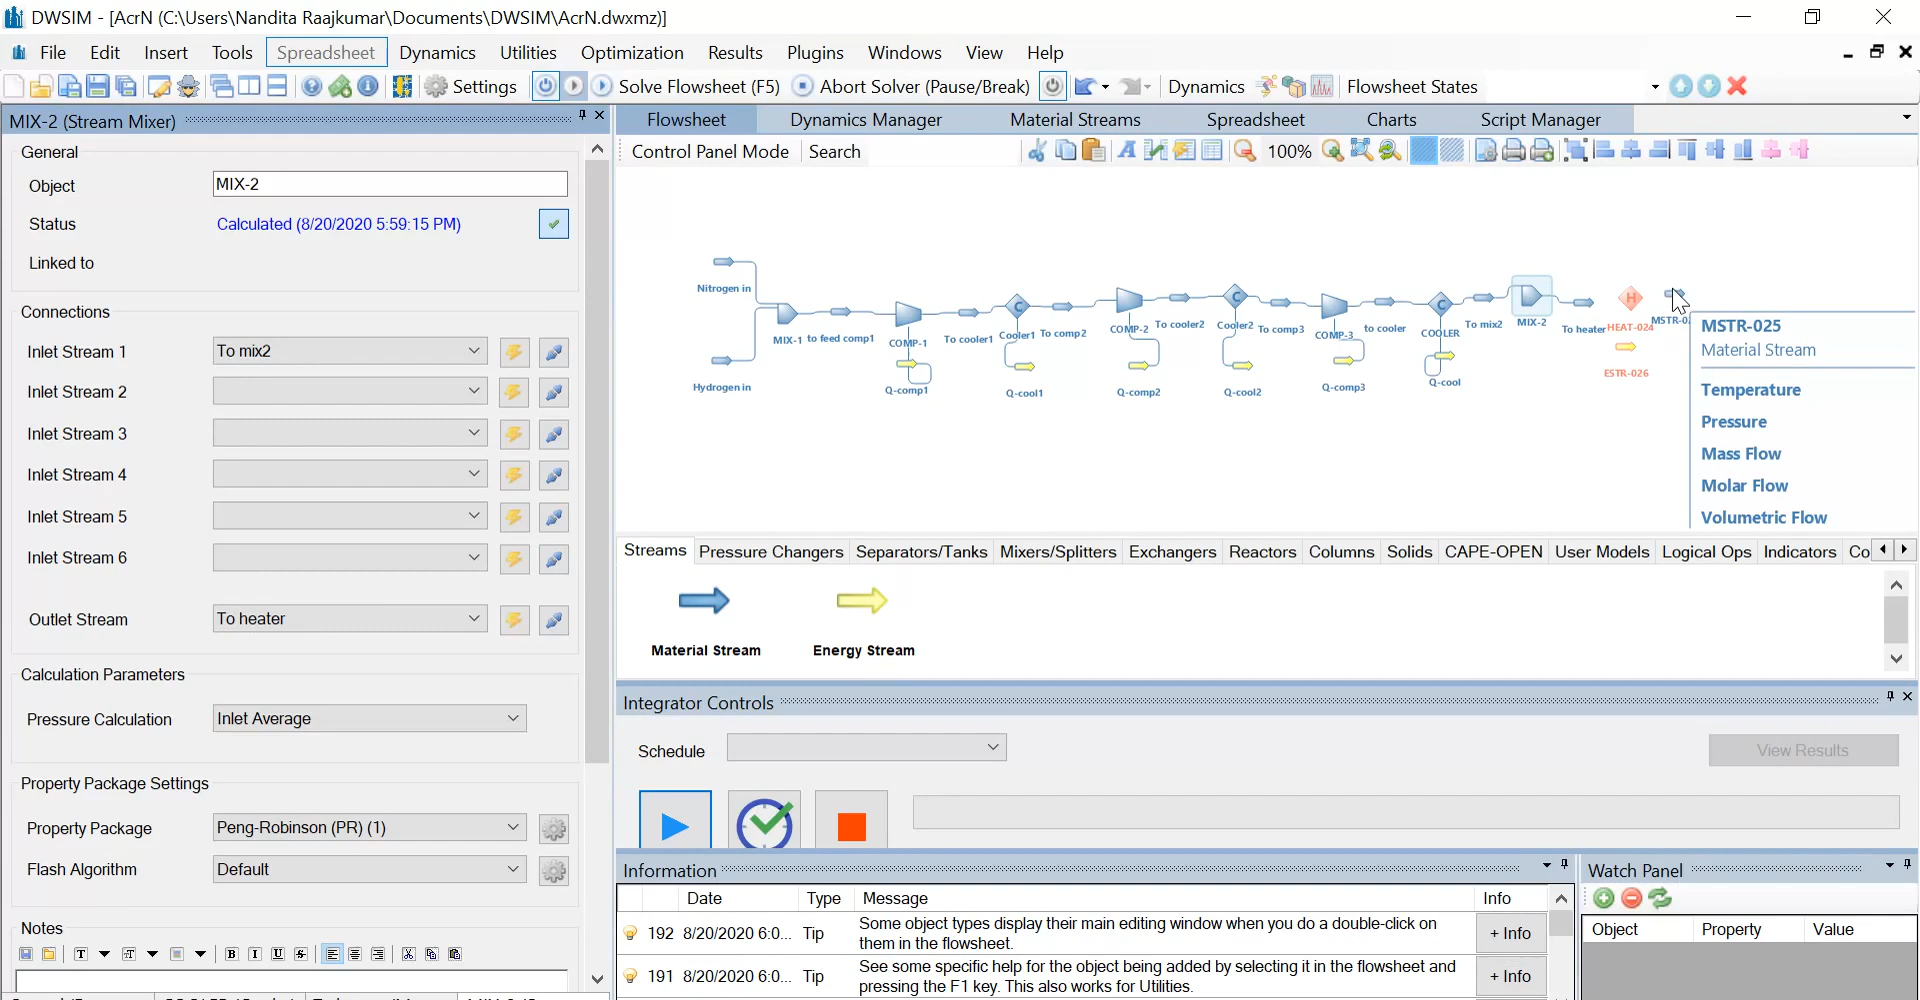 DWSIM - [AcrN (C:\Users\Nandita Raajkumar\Documents\DWSIM\AcrN.dwxmz)]
File Edit Insert Tools Spreadsheet Dynamics Utilities Optimization Results Plugins Windows View Help
Settings Solve Flowsheet (F5) Abort Solver (Pause/Break) Dynamics Flowsheet States
MIX-2 (Stream Mixer)
General
Object MIX-2
Status Calculated (8/20/2020 5:59:15 PM)
Linked to
Connections
Inlet Stream 1 To mix2
Inlet Stream 2
Inlet Stream 3
Inlet Stream 4
Inlet Stream 5
Inlet Stream 6
Outlet Stream To heater
Calculation Parameters
Pressure Calculation Inlet Average
Property Package Settings
Property Package Peng-Robinson (PR) (1)
Flash Algorithm Default
Notes
Flowsheet Dynamics Manager Material Streams Spreadsheet Charts Script Manager
Control Panel Mode Search 100%
Nitrogen in
Hydrogen in
MIX-1
to feed comp1
COMP-1
Q-comp1
To cooler1
Cooler1
Q-cool1
To comp2
COMP-2
Q-comp2
To cooler2
Cooler2
Q-cool2
To comp3
COMP-3
Q-comp3
to cooler
COOLER
Q-cool
To mix2
MIX-2
To heater
HEAT-024
ESTR-026
MSTR-0
MSTR-025
Material Stream
Temperature
Pressure
Mass Flow
Molar Flow
Volumetric Flow
Streams Pressure Changers Separators/Tanks Mixers/Splitters Exchangers Reactors Columns Solids CAPE-OPEN User Models Logical Ops Indicators Co
Material Stream Energy Stream
Integrator Controls
Schedule View Results
Information
Date Type Message Info
192 8/20/2020 6:0... Tip Some object types display their main editing window when you do a double-click on
them in the flowsheet. + Info
191 8/20/2020 6:0... Tip See some specific help for the object being added by selecting it in the flowsheet and
pressing the F1 key. This also works for Utilities. + Info
Watch Panel
Object Property Value